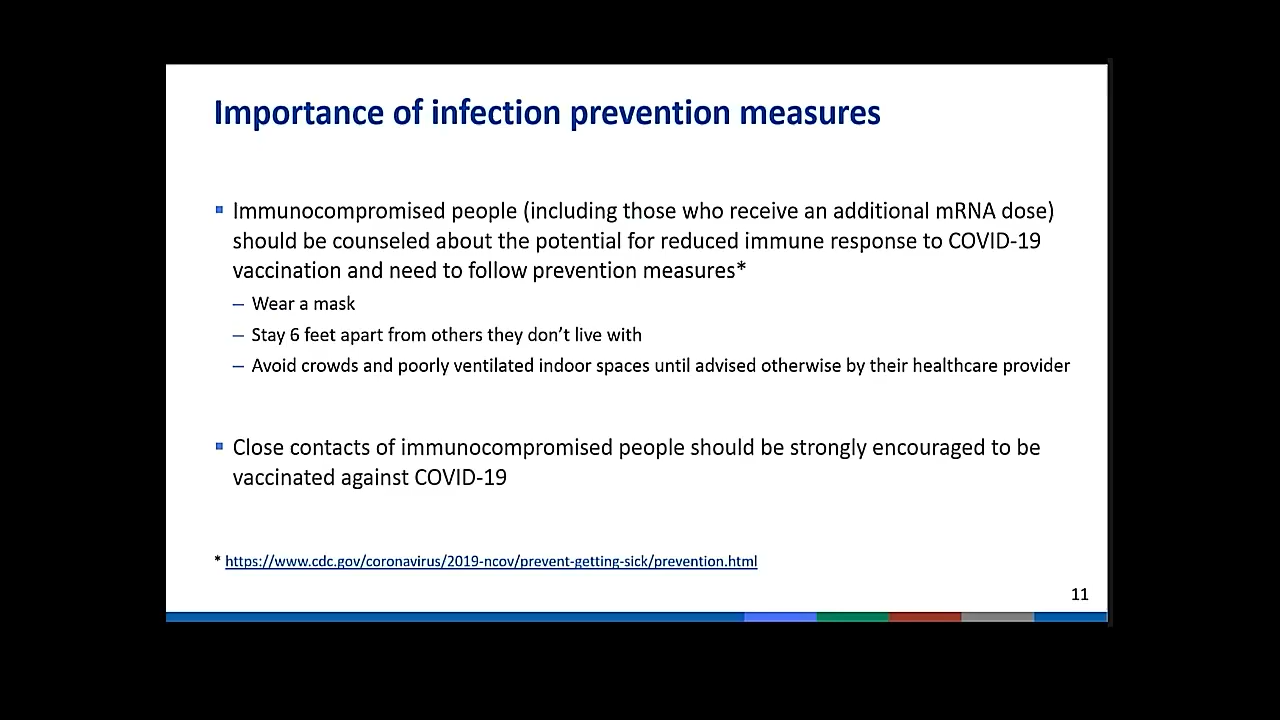 Importance of infection prevention measures
▪ Immunocompromised people (including those who receive an additional mRNA dose)
should be counseled about the potential for reduced immune response to COVID-19
vaccination and need to follow prevention measures*
– Wear a mask
– Stay 6 feet apart from others they don’t live with
– Avoid crowds and poorly ventilated indoor spaces until advised otherwise by their healthcare provider
▪ Close contacts of immunocompromised people should be strongly encouraged to be
vaccinated against COVID-19
* https://www.cdc.gov/coronavirus/2019-ncov/prevent-getting-sick/prevention.html
11